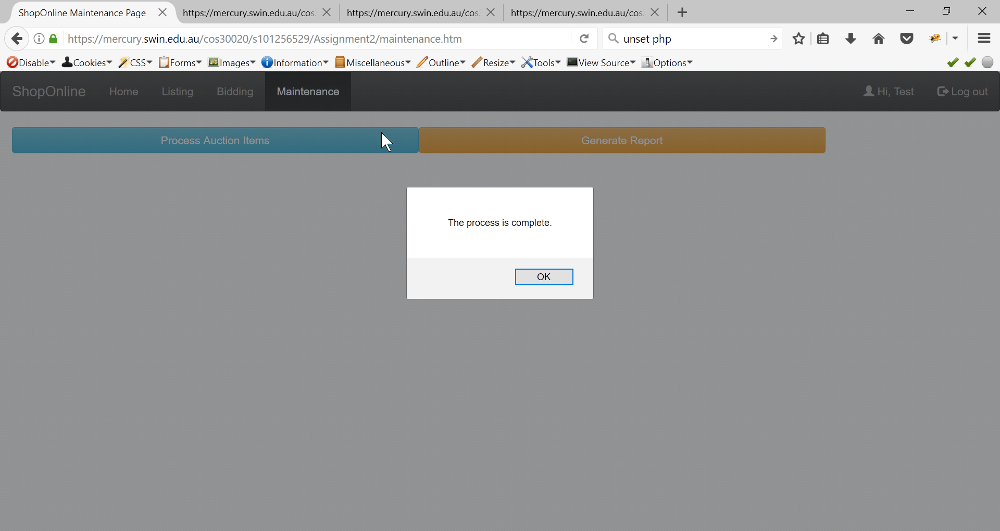 ShopOnline Maintenance Page
https://mercury.swin.edu.au/cos
https://mercury.swin.edu.au/cos
https://mercury.swin.edu.au/cos
https://mercury.swin.edu.au/cos30020/s101256529/Assignment2/maintenance.htm
unset php
Disable Cookies CSS Forms Images Information Miscellaneous Outline Resize Tools View Source Options
ShopOnline Home Listing Bidding Maintenance Hi, Test Log out
Process Auction Items Generate Report
The process is complete.
OK